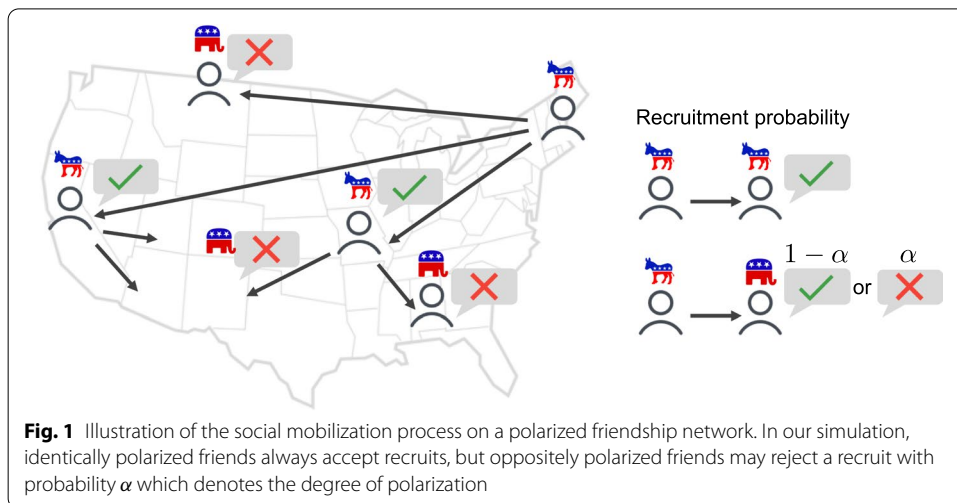 Recruitment probability
1 − α
α
or
Fig. 1 Illustration of the social mobilization process on a polarized friendship network. In our simulation,
identically polarized friends always accept recruits, but oppositely polarized friends may reject a recruit with
probability α which denotes the degree of polarization